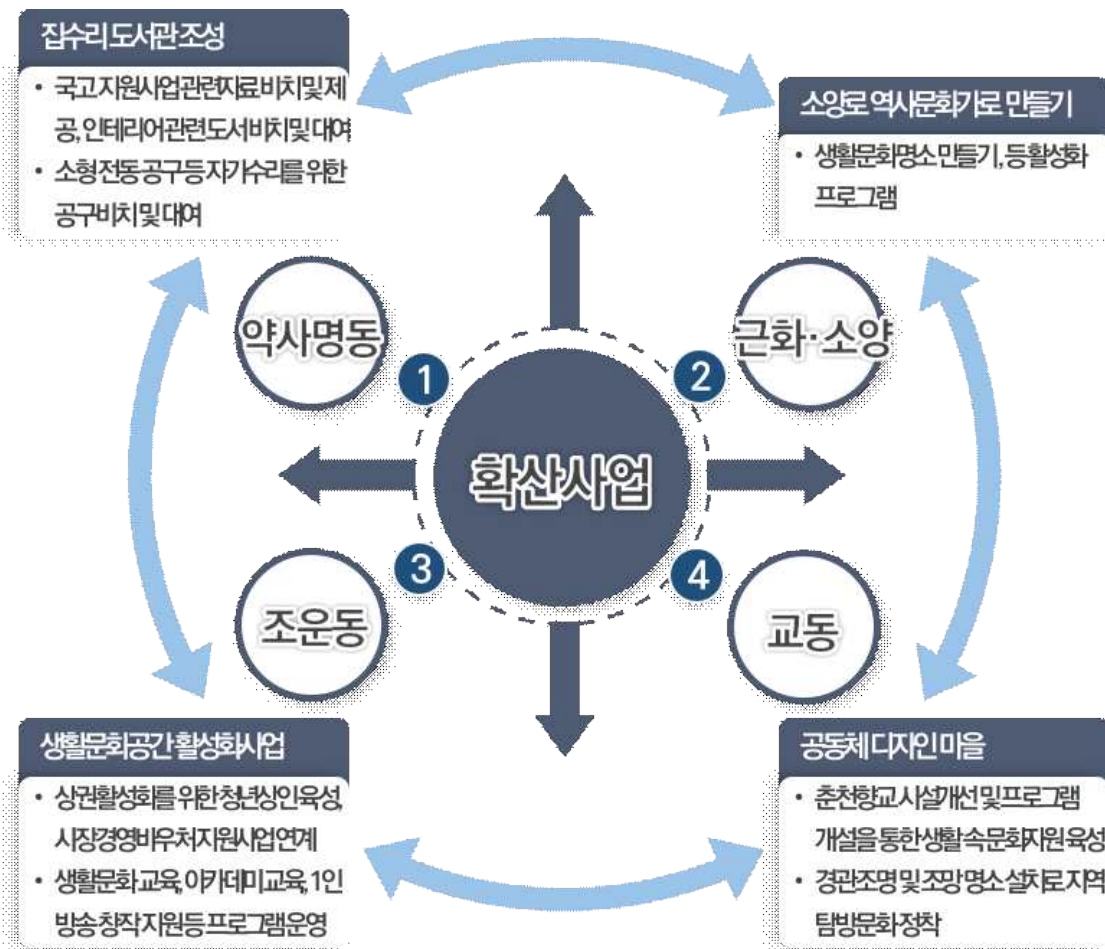 집수리 도서관 조성
• 국고 지원사업 관련자료 비치 및 제
공, 인테리어 관련 도서 비치 및 대여
• 소형 전동 공구 등 자가수리를 위한
공구 비치 및 대여
소양로 역사문화가로 만들기
• 생활문화명소 만들기, 등 활성화
프로그램
약사명동
1
2
근화·소양
확산사업
조운동
3
4
교동
생활문화공간 활성화사업
• 상권활성화를 위한 청년상인 육성,
시장경영바우처 지원사업 연계
• 생활문화 교육, 아카데미 교육, 1인
방송 창작 지원 등 프로그램 운영
공동체 디자인 마을
• 춘천향교 시설개선 및 프로그램
개설을 통한 생활 속 문화자원 육성
• 경관조명 및 조망 명소 설치로 지역
탐방문화 정착